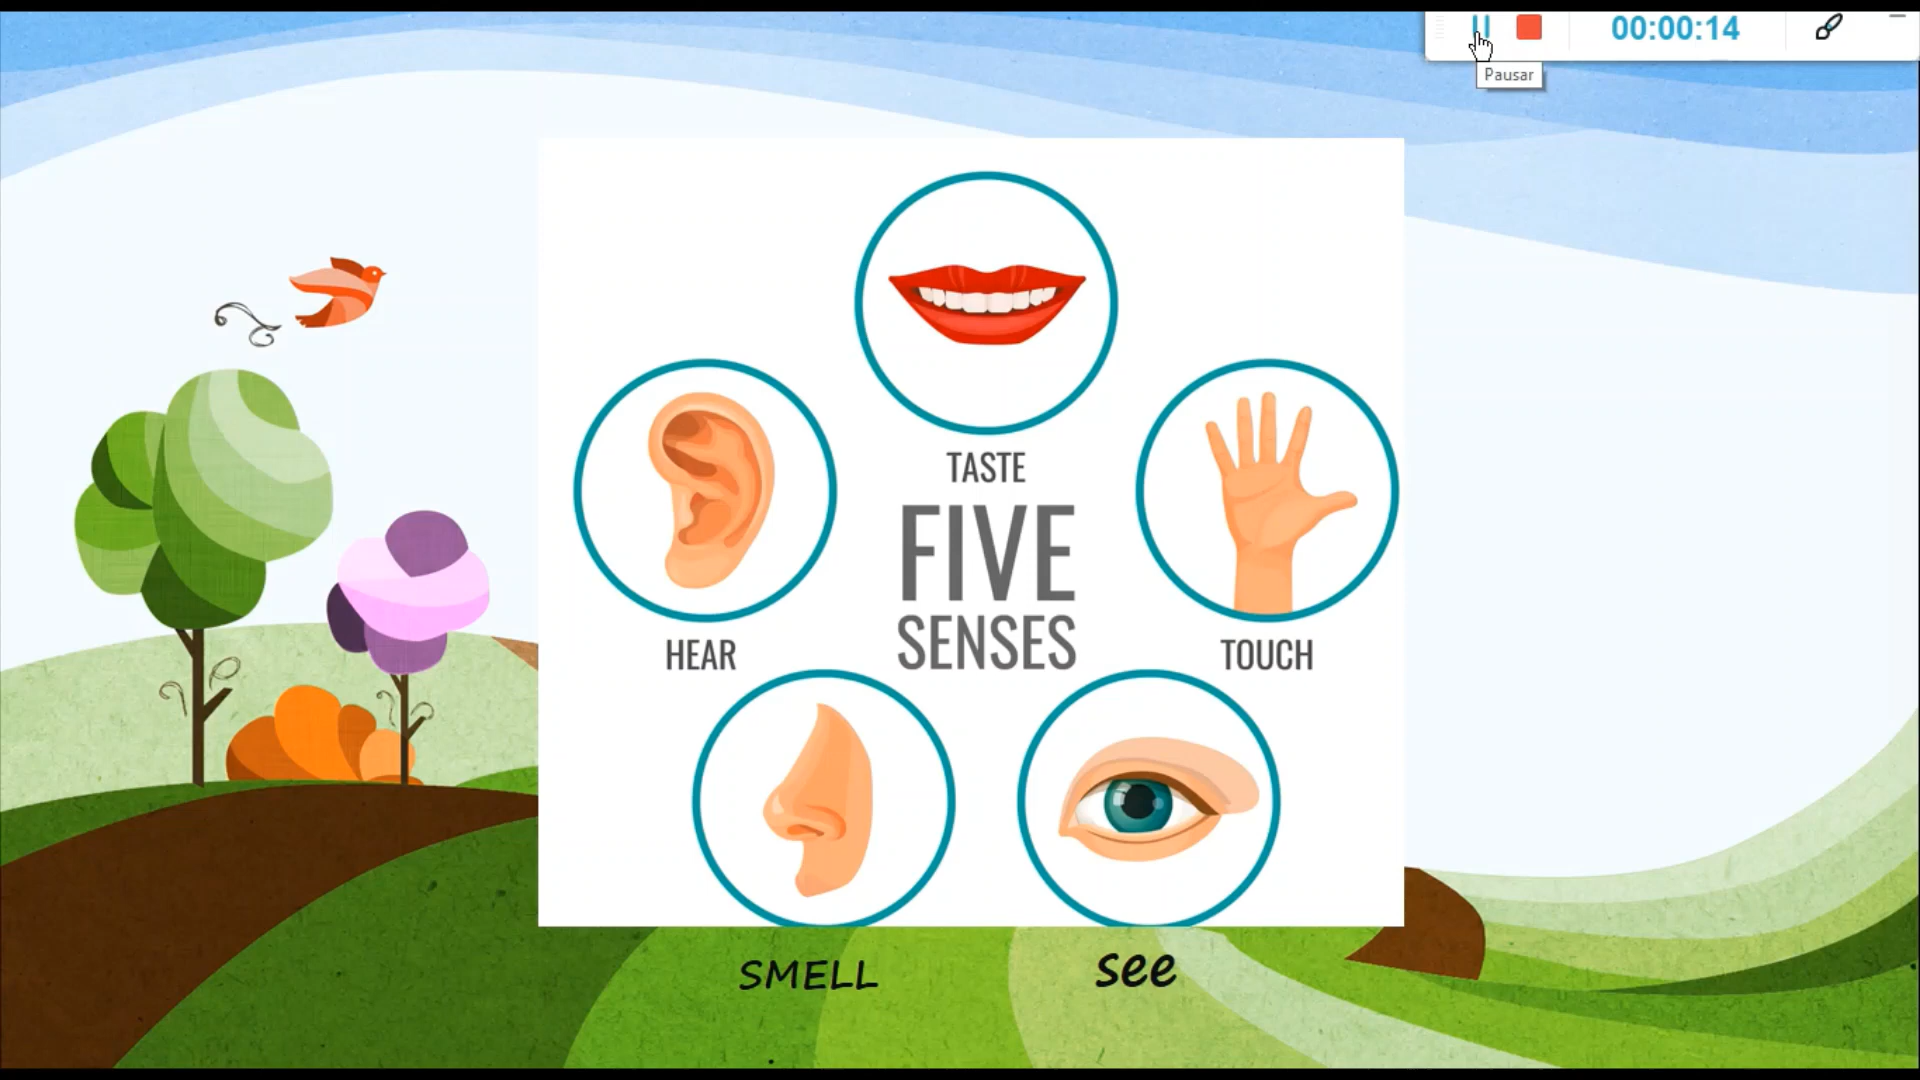 00:00:14
Pausar
TASTE
FIVE
SENSES
HEAR
TOUCH
SMELL
see